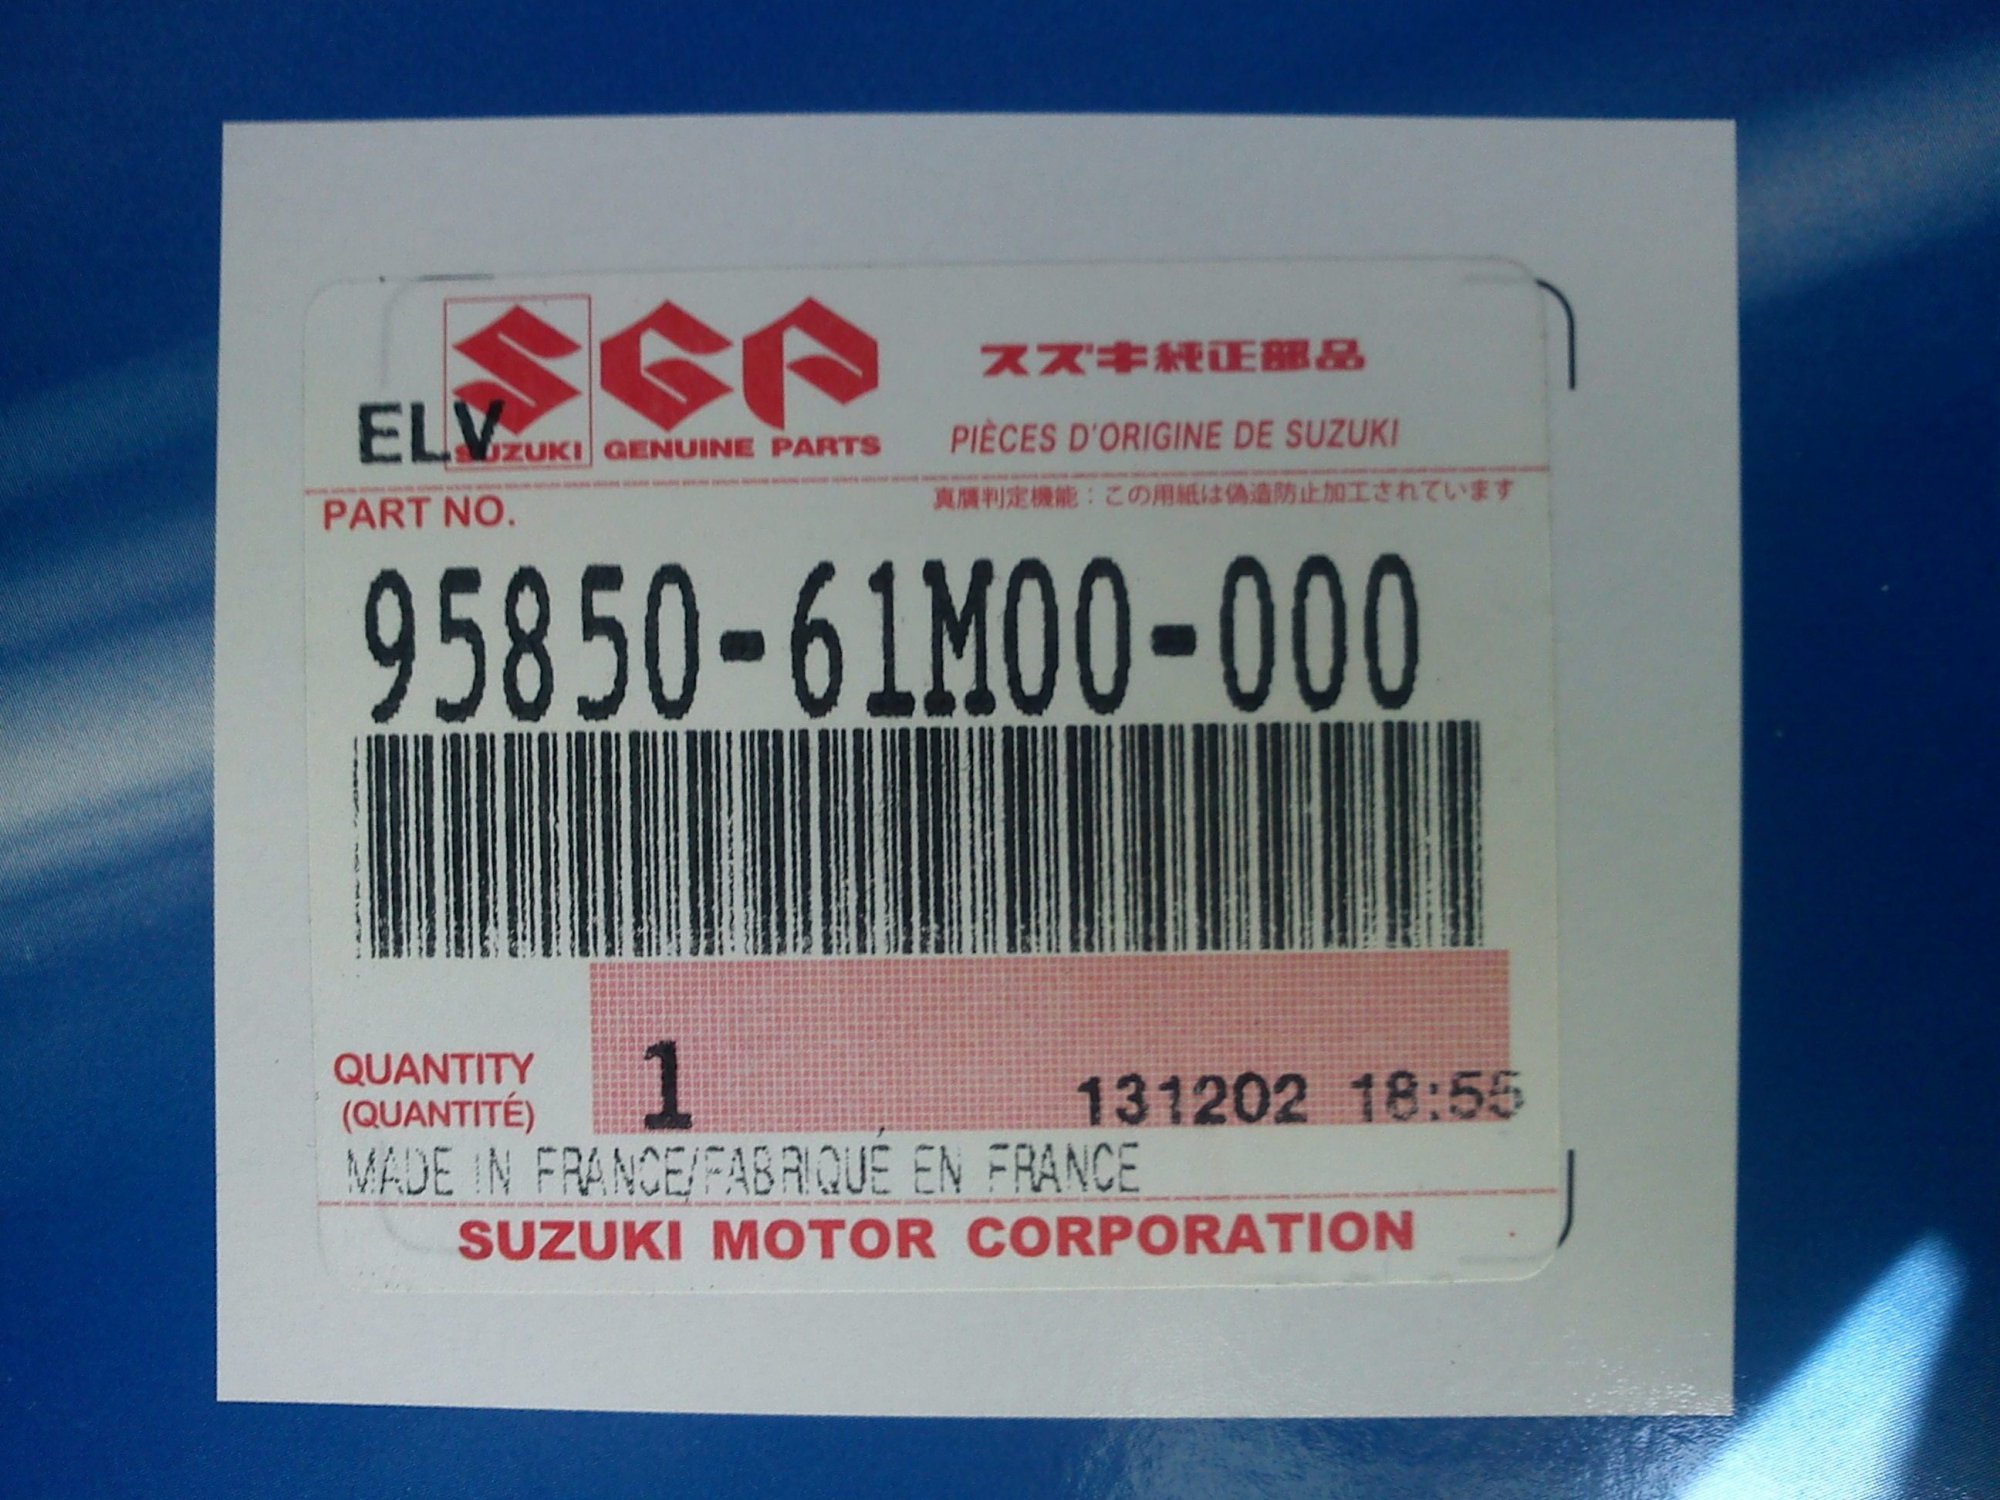 SGP
スズキ純正部品
ELV
SUZUKI GENUINE PARTS
PIÈCES D'ORIGINE DE SUZUKI
PART NO.
真贋判定機能：この用紙は偽造防止加工されています
95850-61M00-000
QUANTITY
(QUANTITÉ)
1
131202 18:55
MADE IN FRANCE/FABRIQUÉ EN FRANCE
SUZUKI MOTOR CORPORATION